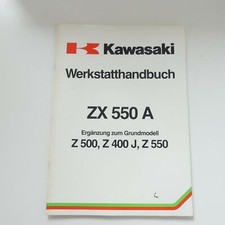 Kawasaki
Werkstatthandbuch
ZX 550 A
Ergänzung zum Grundmodell
Z 500, Z 400 J, Z 550